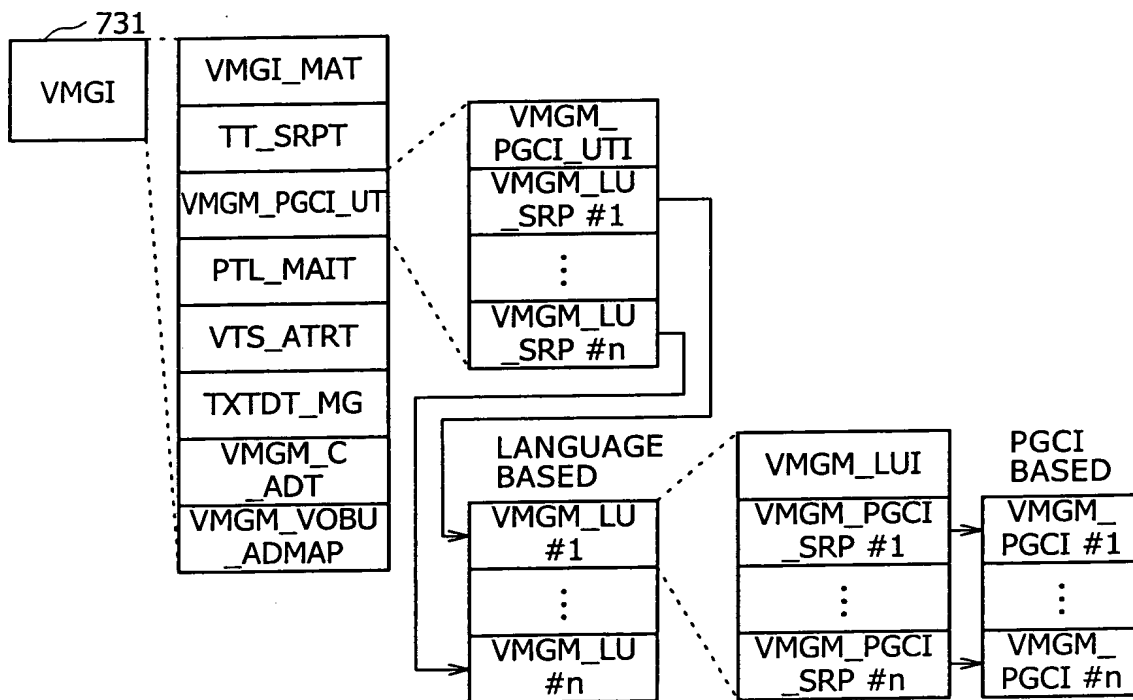 731
VMGI
VMGI_MAT
TT_SRPT
VMGM_PGCI_UT
PTL_MAIT
VTS_ATRT
TXTDT_MG
VMGM_C
_ADT
VMGM_VOBU
_ADMAP
VMGM_
PGCI_UTI
VMGM_LU
_SRP #1
⋮
VMGM_LU
_SRP #n
LANGUAGE
BASED
VMGM_LU
#1
⋮
VMGM_LU
#n
VMGM_LUI
VMGM_PGCI
_SRP #1
⋮
VMGM_PGCI
_SRP #n
PGCI
BASED
VMGM_
PGCI #1
⋮
VMGM_
PGCI #n